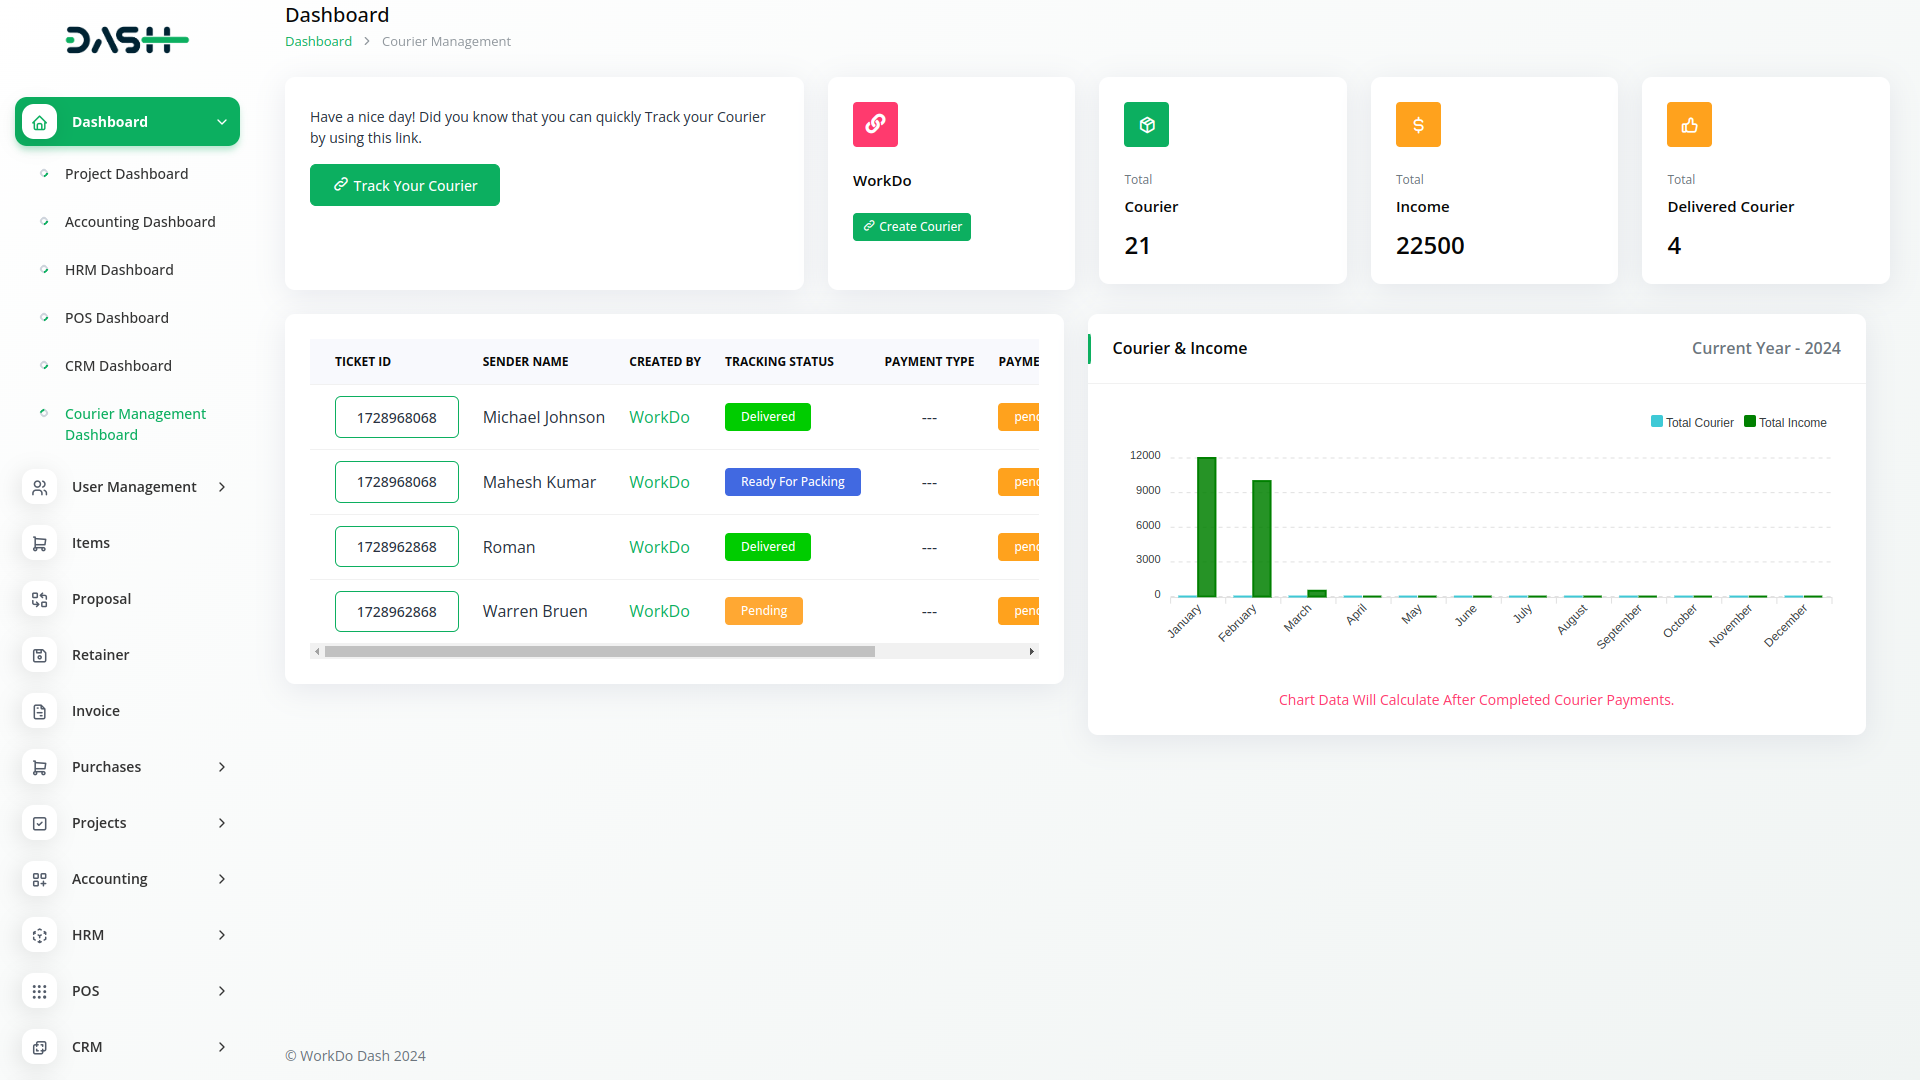 DASH
Dashboard
Project Dashboard
Accounting Dashboard
HRM Dashboard
POS Dashboard
CRM Dashboard
Courier Management
Dashboard
User Management
Items
Proposal
Retainer
Invoice
Purchases
Projects
Accounting
HRM
POS
CRM
Dashboard
Dashboard > Courier Management
Have a nice day! Did you know that you can quickly Track your Courier
by using this link.
Track Your Courier
WorkDo
Create Courier
Total
Courier
21
Total
Income
22500
Total
Delivered Courier
4
TICKET ID SENDER NAME CREATED BY TRACKING STATUS PAYMENT TYPE PAYME
1728968068 Michael Johnson WorkDo Delivered --- pend
1728968068 Mahesh Kumar WorkDo Ready For Packing --- pend
1728962868 Roman WorkDo Delivered --- pend
1728962868 Warren Bruen WorkDo Pending --- pend
Courier & Income Current Year - 2024
Total Courier Total Income
12000
9000
6000
3000
0
January February March April May June July August September October November December
Chart Data Will Calculate After Completed Courier Payments.
© WorkDo Dash 2024